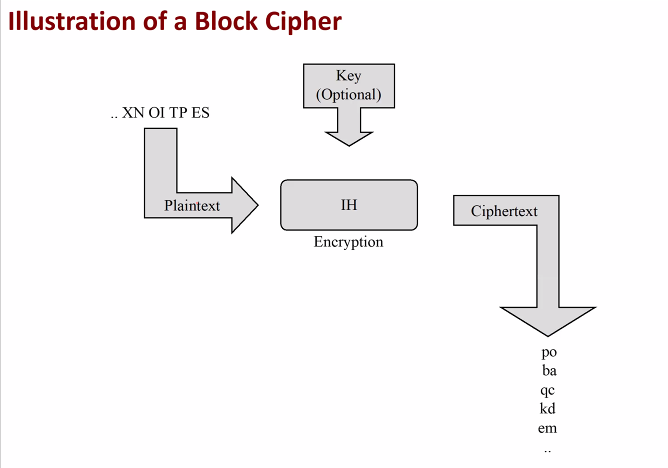 Illustration of a Block Cipher
Key
(Optional)
.. XN OI TP ES
Plaintext
IH
Encryption
Ciphertext
po
ba
qc
kd
em
..